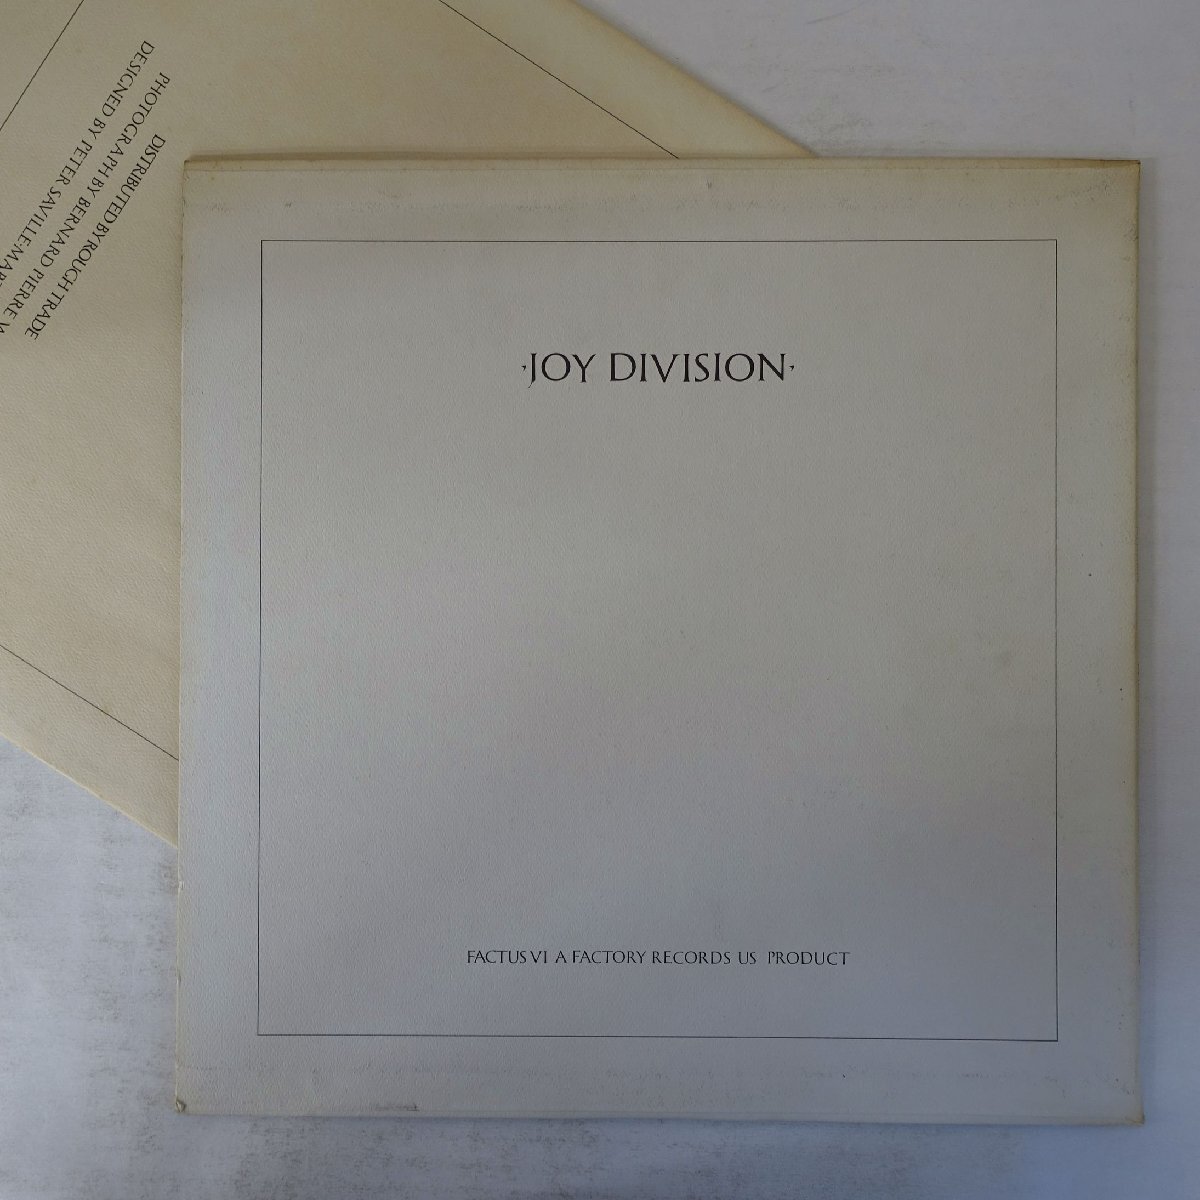 ·JOY DIVISION·
FACTUS VI A FACTORY RECORDS US PRODUCT
DESIGNED BY PETER SAVILLE·
PHOTOGRAPH BY BERNARD PIERRE
DISTRIBUTED BY ROUGH TRADE